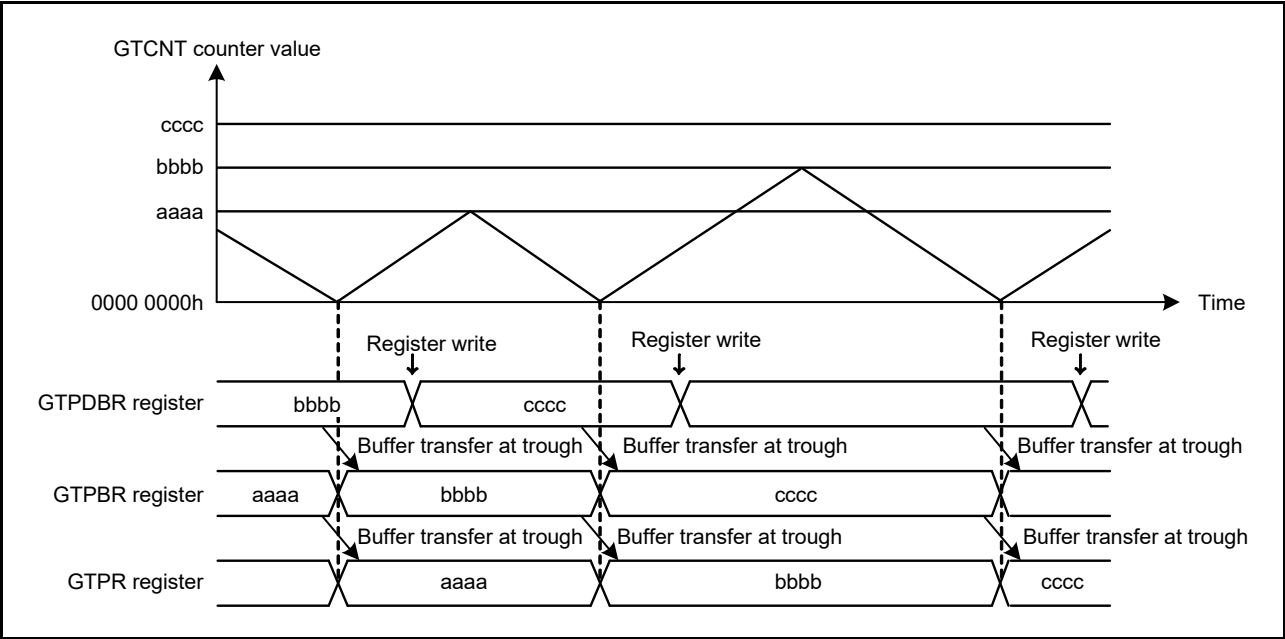 GTCNT counter value
cccc
bbbb
aaaa
0000 0000h
Time
Register write
Register write
Register write
GTPDBR register
bbbb
cccc
Buffer transfer at trough
Buffer transfer at trough
Buffer transfer at trough
GTPBR register
aaaa
bbbb
cccc
Buffer transfer at trough
Buffer transfer at trough
Buffer transfer at trough
GTPR register
aaaa
bbbb
cccc